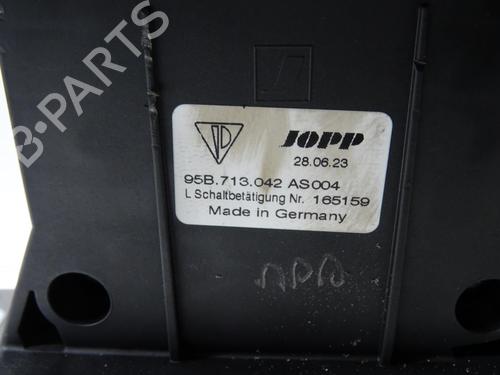 B-PARTS
JOPP
28.06.23
95B.713.042 AS004
L Schaltbetätigung Nr. 165159
Made in Germany